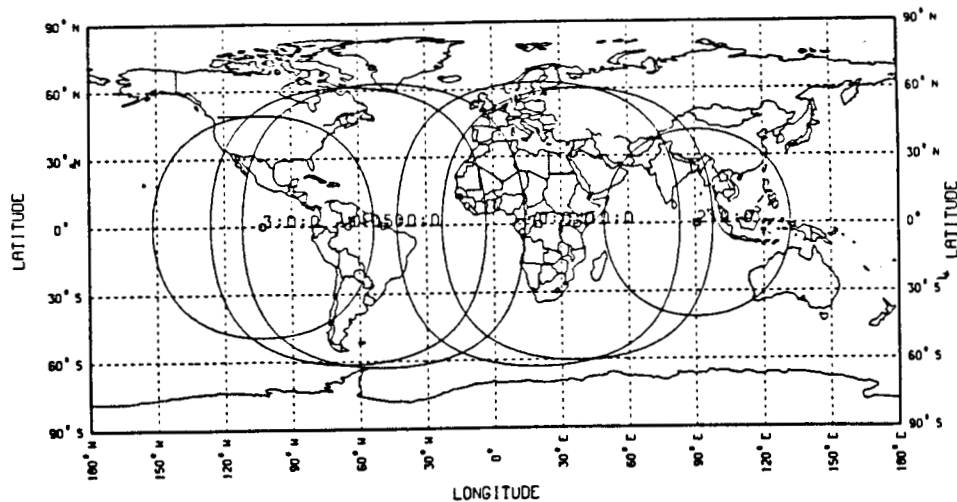 90° N
60° N
30° N
0°
30° S
60° S
90° S
LATITUDE
90° N
60° N
30° N
0°
30° S
60° S
90° S
LATITUDE
180° W
150° W
120° W
90° W
60° W
30° W
0°
30° E
60° E
90° E
120° E
150° E
180° E
LONGITUDE